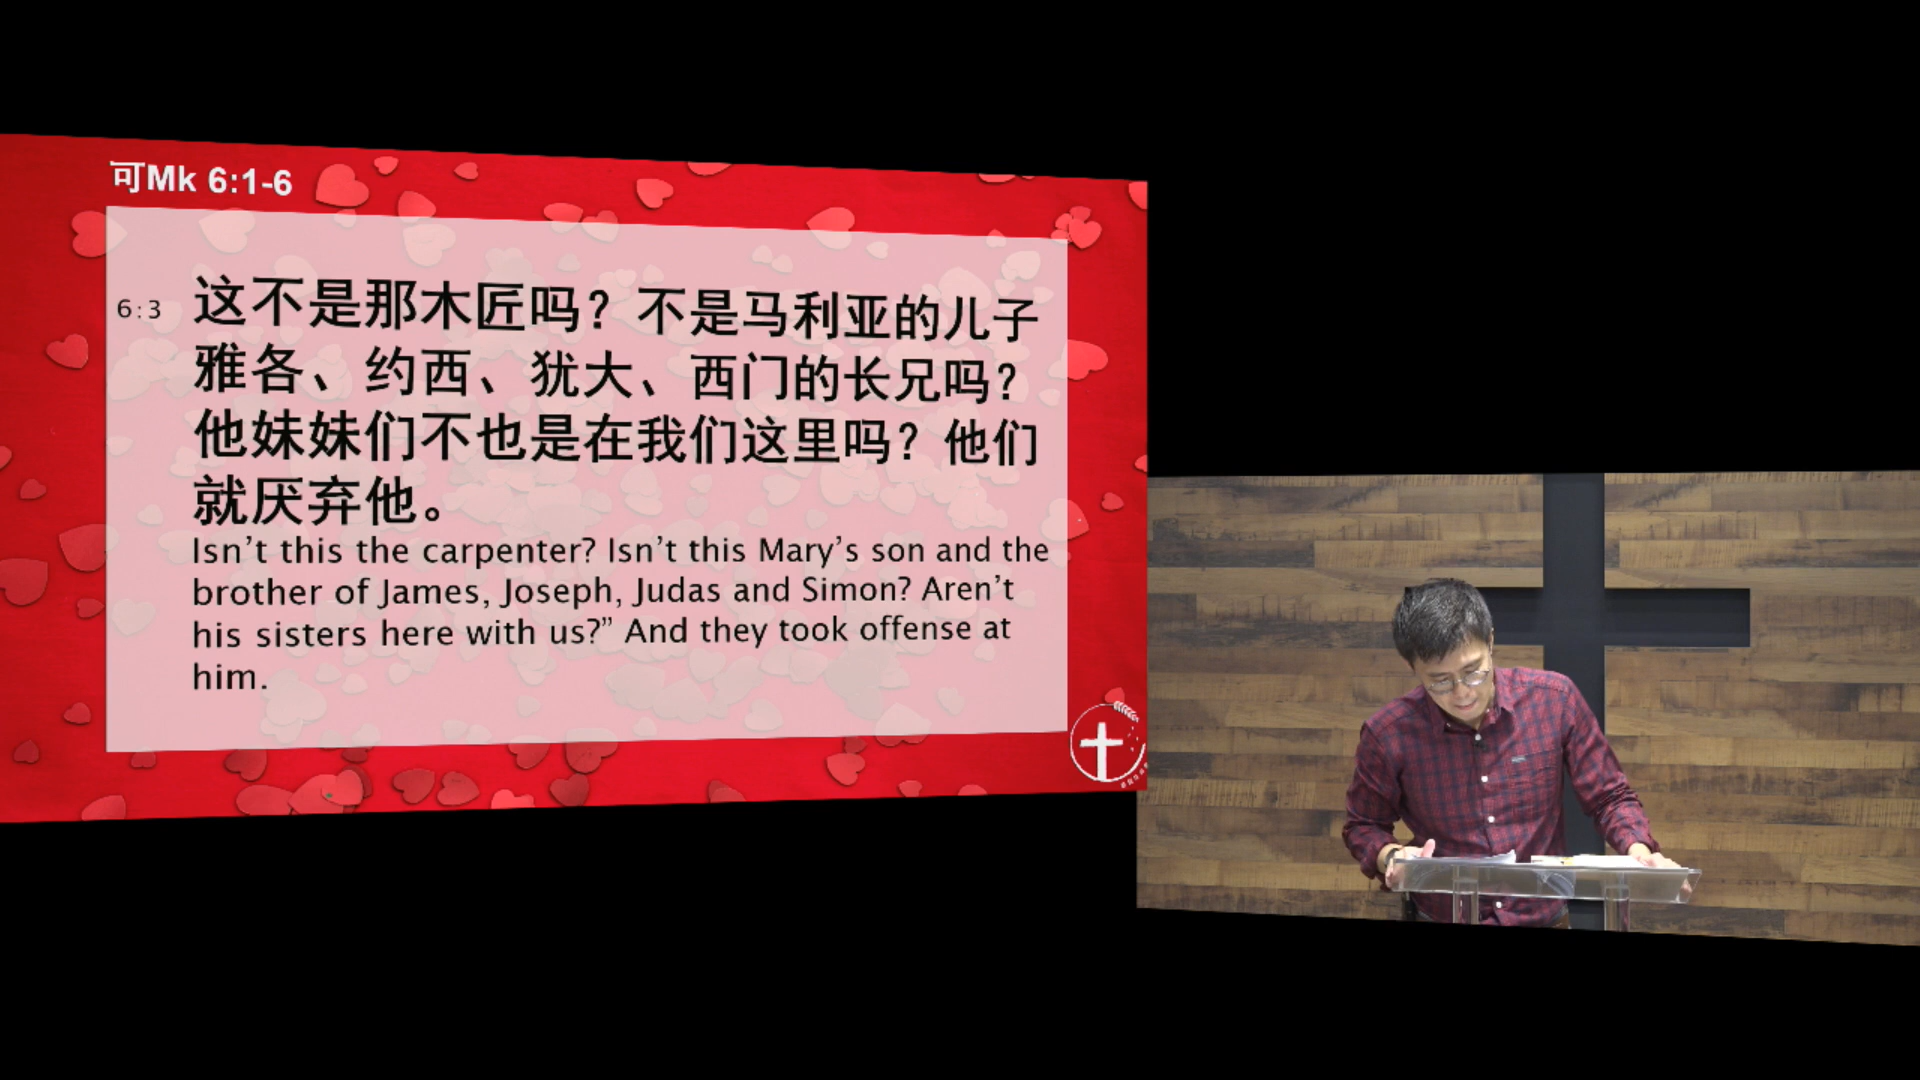 可Mk 6:1-6
6:3 这不是那木匠吗？不是马利亚的儿子
雅各、约西、犹大、西门的长兄吗？
他妹妹们不也是在我们这里吗？他们
就厌弃他。
Isn’t this the carpenter? Isn’t this Mary’s son and the
brother of James, Joseph, Judas and Simon? Aren’t
his sisters here with us?” And they took offense at
him.